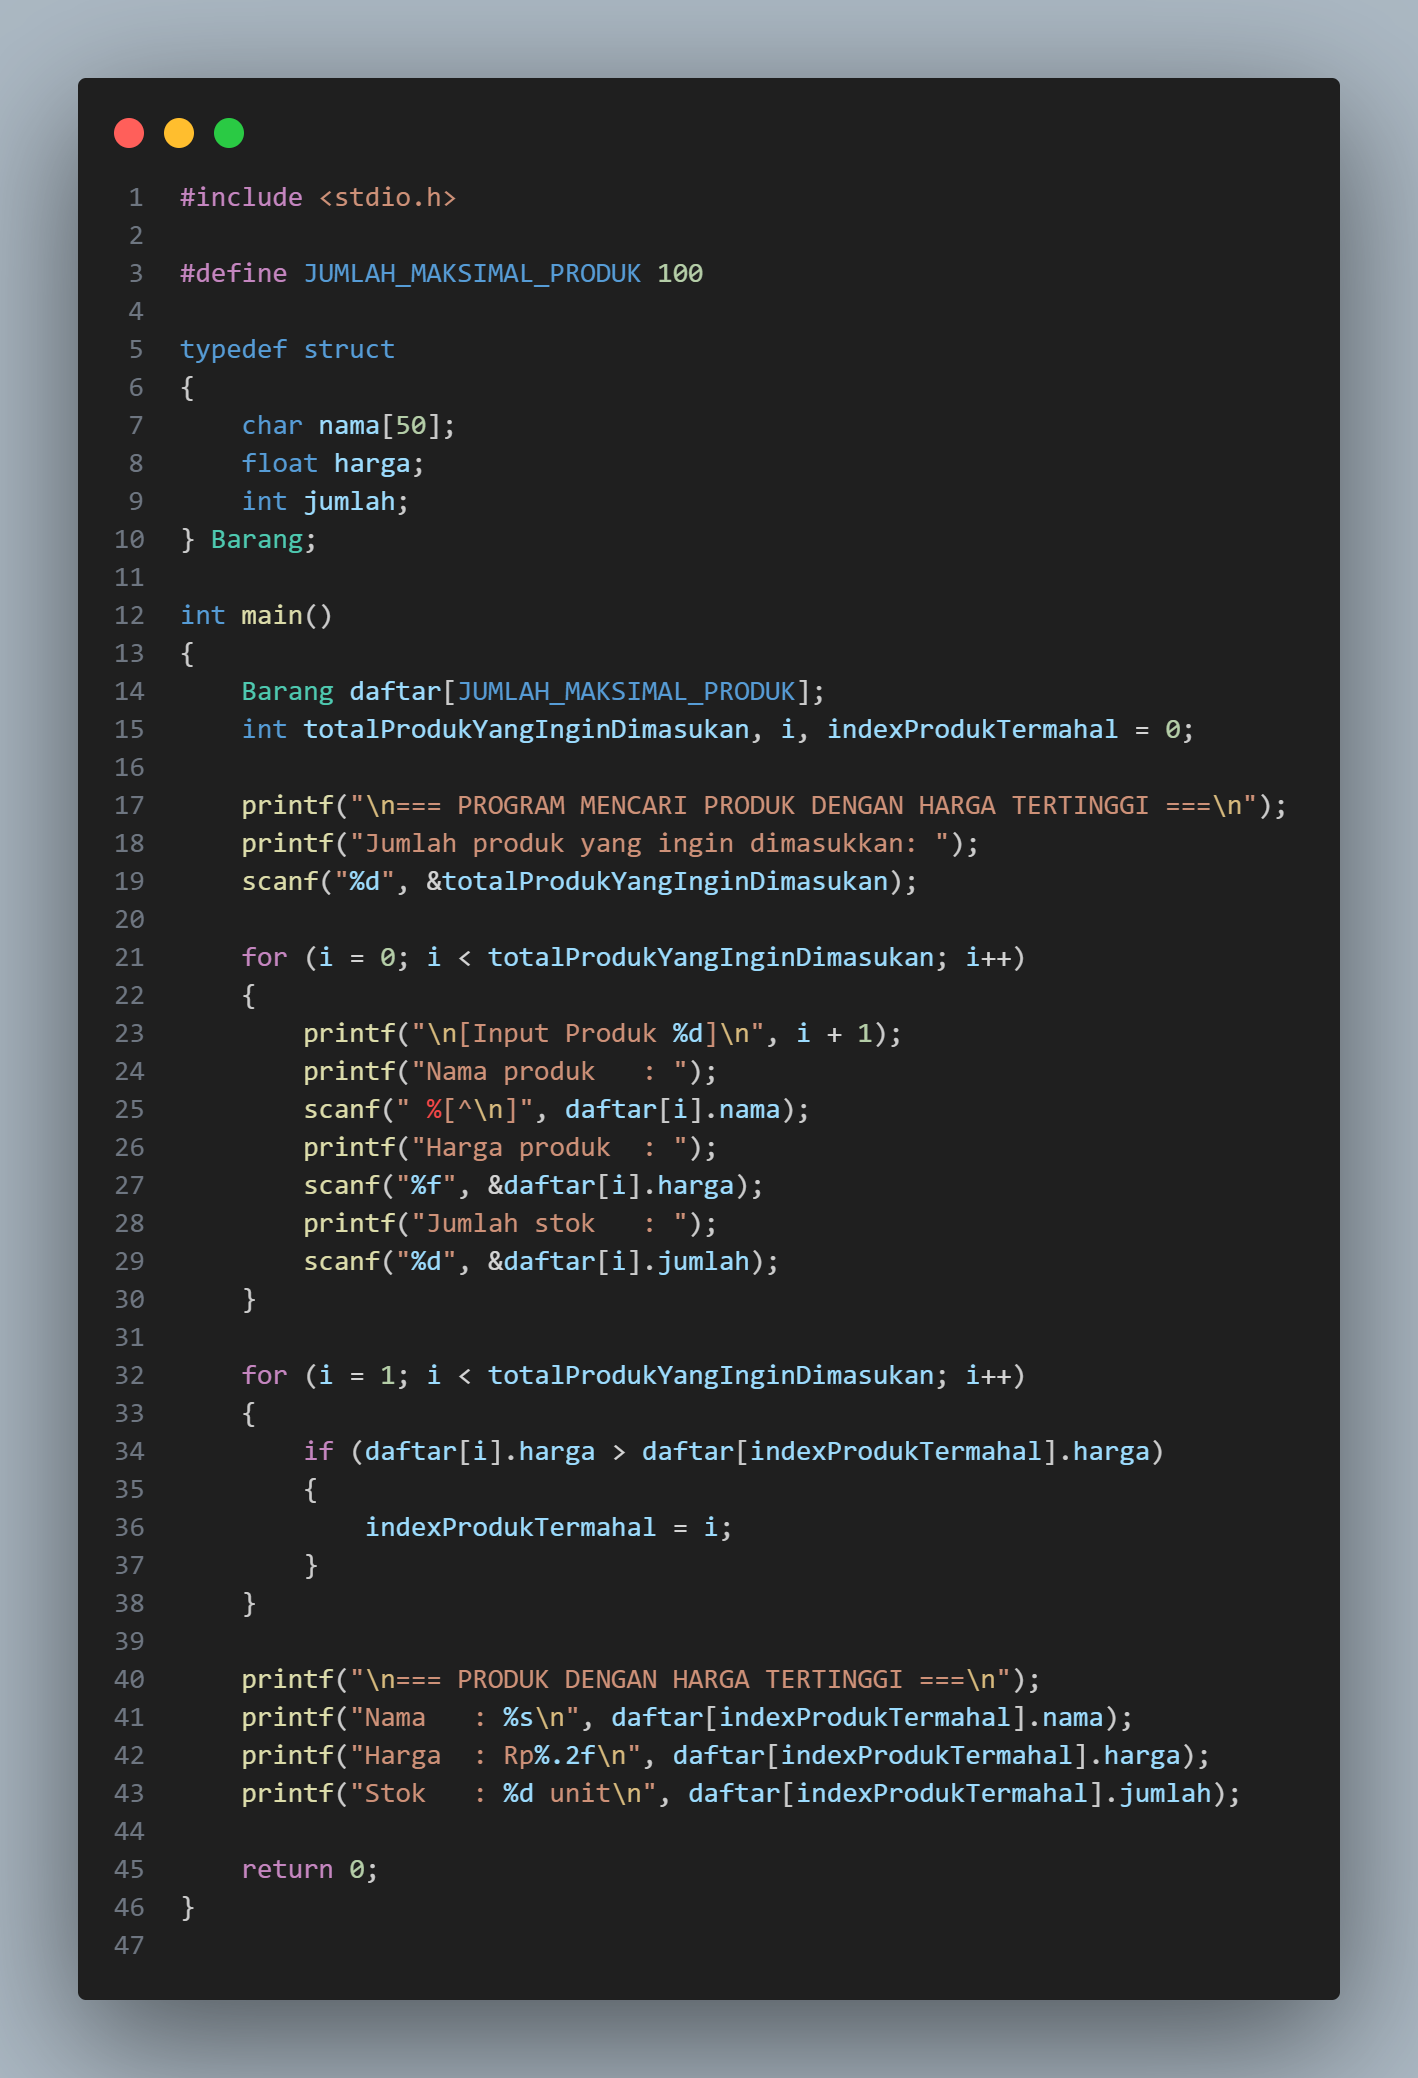 1 #include <stdio.h>
2
3 #define JUMLAH_MAKSIMAL_PRODUK 100
4
5 typedef struct
6 {
7     char nama[50];
8     float harga;
9     int jumlah;
10 } Barang;
11
12 int main()
13 {
14     Barang daftar[JUMLAH_MAKSIMAL_PRODUK];
15     int totalProdukYangInginDimasukan, i, indexProdukTermahal = 0;
16
17     printf("\n=== PROGRAM MENCARI PRODUK DENGAN HARGA TERTINGGI ===\n");
18     printf("Jumlah produk yang ingin dimasukkan: ");
19     scanf("%d", &totalProdukYangInginDimasukan);
20
21     for (i = 0; i < totalProdukYangInginDimasukan; i++)
22     {
23         printf("\n[Input Produk %d]\n", i + 1);
24         printf("Nama produk   : ");
25         scanf(" %[^\n]", daftar[i].nama);
26         printf("Harga produk  : ");
27         scanf("%f", &daftar[i].harga);
28         printf("Jumlah stok   : ");
29         scanf("%d", &daftar[i].jumlah);
30     }
31
32     for (i = 1; i < totalProdukYangInginDimasukan; i++)
33     {
34         if (daftar[i].harga > daftar[indexProdukTermahal].harga)
35         {
36             indexProdukTermahal = i;
37         }
38     }
39
40     printf("\n=== PRODUK DENGAN HARGA TERTINGGI ===\n");
41     printf("Nama   : %s\n", daftar[indexProdukTermahal].nama);
42     printf("Harga  : Rp%.2f\n", daftar[indexProdukTermahal].harga);
43     printf("Stok   : %d unit\n", daftar[indexProdukTermahal].jumlah);
44
45     return 0;
46 }
47